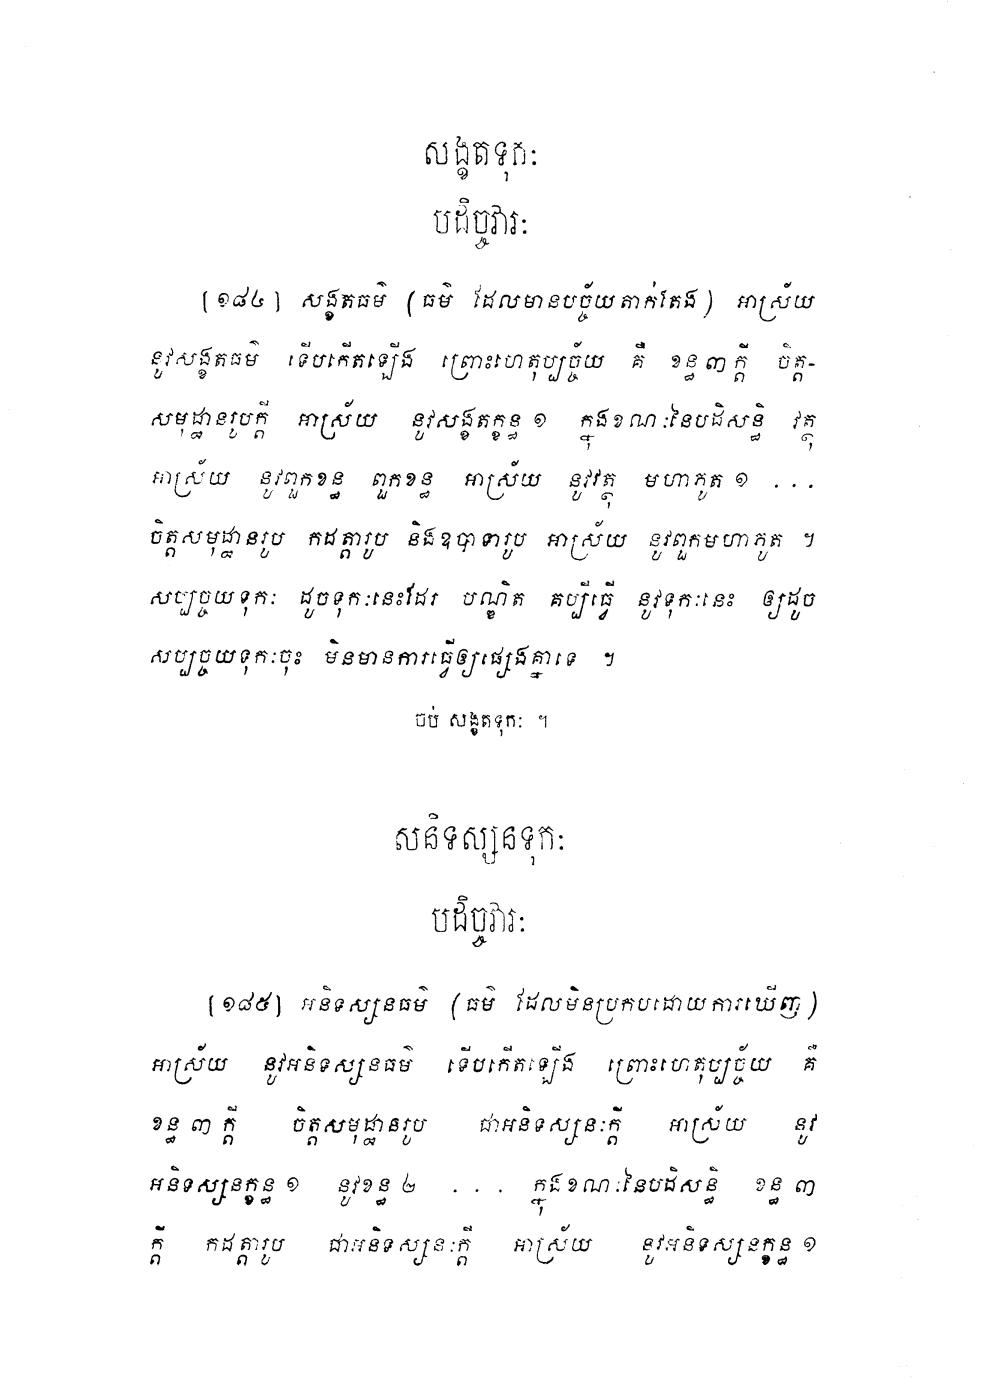 សង្ខតទុកៈ
បដិច្ចវារៈ
[១៨៤] សង្ខតធម៌ (ធម៌ ដែលមានបច្ច័យតាក់តែង) អាស្រ័យ
នូវសង្ខតធម៌ ទើបកើតឡើង ព្រោះហេតុប្បច្ច័យ គឺ ខន្ធ ៣ ក្តី ចិត្ត-
សមុដ្ឋានរូបក្តី អាស្រ័យ នូវសង្ខតក្ខន្ធ ១ ក្នុងខណៈនៃបដិសន្ធិ វត្ថុ
អាស្រ័យ នូវពួកខន្ធ ពួកខន្ធ អាស្រ័យ នូវវត្ថុ មហាភូត ១ ...
ចិត្តសមុដ្ឋានរូប កដត្តារូប និងឧបាទារូប អាស្រ័យ នូវពួកមហាភូត ។
សប្បច្ចយទុកៈ ដូចទុកៈនេះដែរ បណ្ឌិត គប្បីធ្វើ នូវទុកៈនេះ ឲ្យដូច
សប្បច្ចយទុកៈចុះ មិនមានការធ្វើឲ្យផ្សេងគ្នាទេ ។
ចប់ សង្ខតទុកៈ ។
សនិទស្សនទុកៈ
បដិច្ចវារៈ
[១៨៥] អនិទស្សនធម៌ (ធម៌ ដែលមិនប្រកបដោយការឃើញ)
អាស្រ័យ នូវអនិទស្សនធម៌ ទើបកើតឡើង ព្រោះហេតុប្បច្ច័យ គឺ
ខន្ធ ៣ ក្តី ចិត្តសមុដ្ឋានរូប ជាអនិទស្សនៈក្តី អាស្រ័យ នូវ
អនិទស្សនក្ខន្ធ ១ នូវខន្ធ ២ ... ក្នុងខណៈនៃបដិសន្ធិ ខន្ធ ៣
ក្តី កដត្តារូប ជាអនិទស្សនៈក្តី អាស្រ័យ នូវអនិទស្សនក្ខន្ធ ១